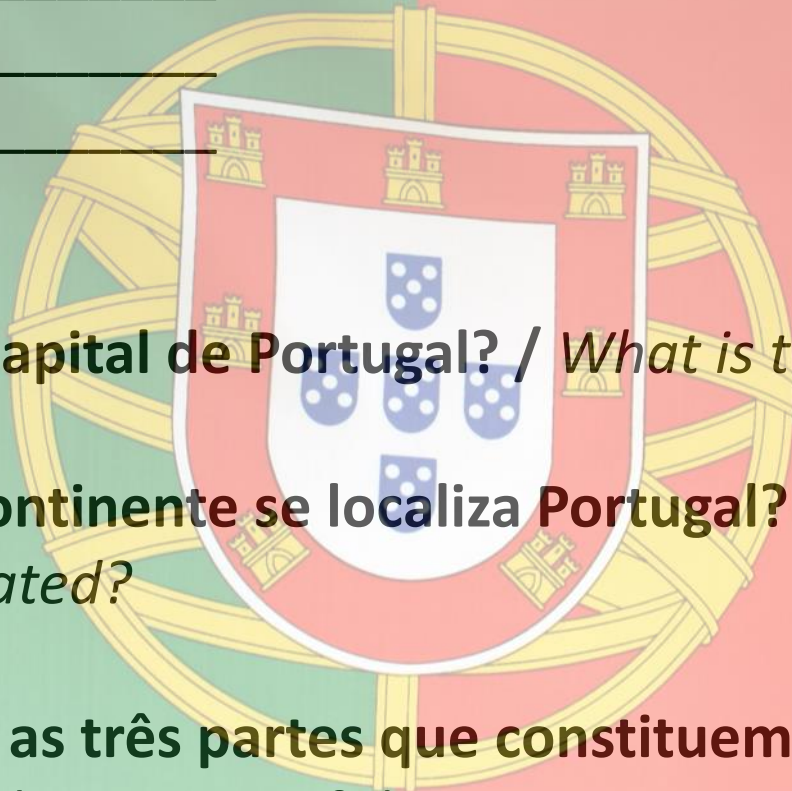 apital de Portugal? / What is t
ontinente se localiza Portugal?
ated?
as três partes que constituem